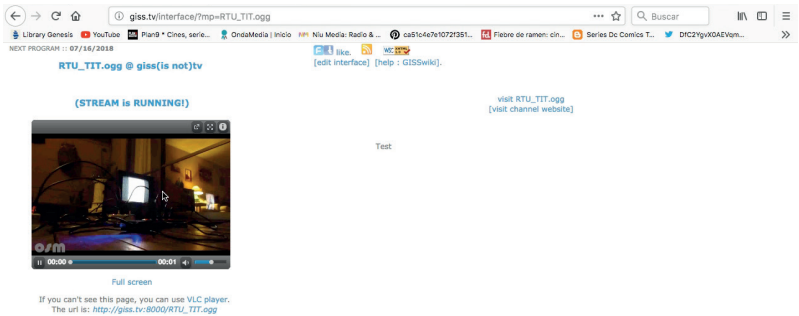 giss.tv/interface/?mp=RTU_TIT.ogg
Buscar
Library Genesis
YouTube
Plan9 * Cines, serie...
OndaMedia | Inicio
Niu Media: Radio & ...
ca51c4e7e1072f351...
Fiebre de ramen: cin...
Series Dc Comics T...
DfC2YgvX0AEVqm...
NEXT PROGRAM :: 07/16/2018
like.
RTU_TIT.ogg @ giss(is not)tv
[edit interface] [help : GISSwiki].
(STREAM is RUNNING!)
visit RTU_TIT.ogg
[visit channel website]
Test
osm
00:00
00:01
Full screen
If you can't see this page, you can use VLC player.
The url is: http://giss.tv:8000/RTU_TIT.ogg